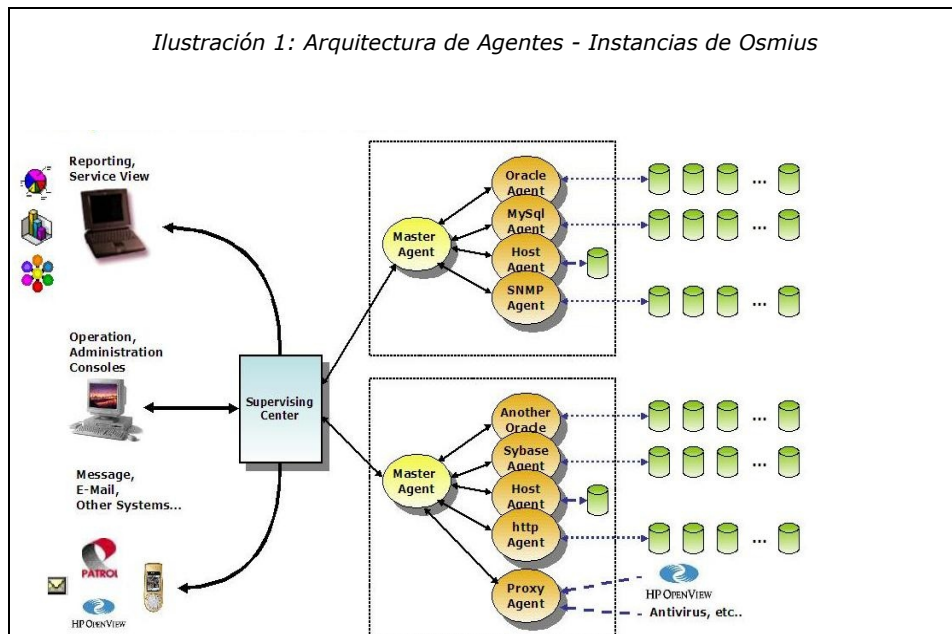 Ilustración 1: Arquitectura de Agentes - Instancias de Osmius
Reporting,
Service View
Operation,
Administration
Consoles
Message,
E-Mail,
Other Systems...
PATROL
HP OPENVIEW
Supervising
Center
Master
Agent
Oracle
Agent
MySql
Agent
Host
Agent
SNMP
Agent
...
...
...
Master
Agent
Another
Oracle
Sybase
Agent
Host
Agent
http
Agent
Proxy
Agent
...
...
...
HP OPENVIEW
Antivirus, etc..